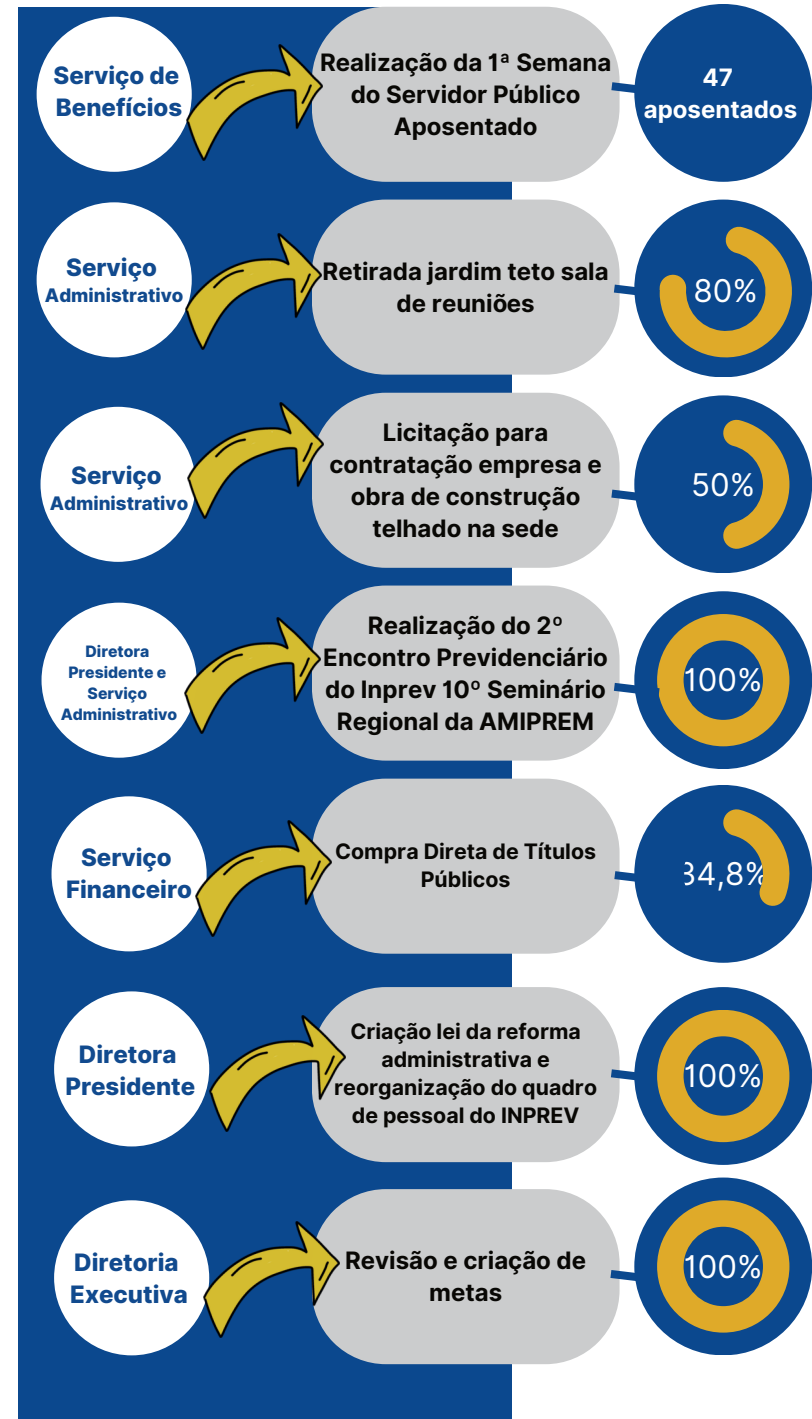 Serviço de
Benefícios
Realização da 1ª Semana
do Servidor Público
Aposentado
47
aposentados
Serviço
Administrativo
Retirada jardim teto sala
de reuniões
80%
Serviço
Administrativo
Licitação para
contratação empresa e
obra de construção
telhado na sede
50%
Diretora
Presidente e
Serviço
Administrativo
Realização do 2º
Encontro Previdenciário
do Inprev 10º Seminário
Regional da AMIPREM
100%
Serviço
Financeiro
Compra Direta de Títulos
Públicos
34,8%
Diretora
Presidente
Criação lei da reforma
administrativa e
reorganização do quadro
de pessoal do INPREV
100%
Diretoria
Executiva
Revisão e criação de
metas
100%